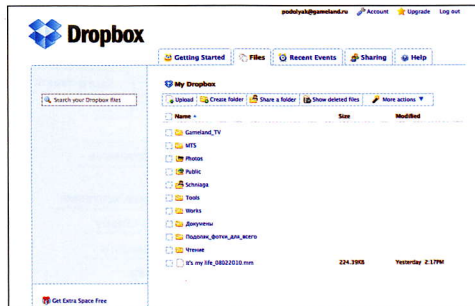 podolyak@gameland.ru Account Upgrade Log out
Dropbox
Getting Started Files Recent Events Sharing Help
My Dropbox
Search your Dropbox files
Upload Create folder Share a folder Show deleted files More actions ▼
Name Size Modified
Gameland_TV
MTS
Photos
Public
Schniaga
Tools
Works
Докумены
Подоляк_фотки_для_всего
Чтение
It's my life_08022010.mm 224.39KB Yesterday 2:17PM
Get Extra Space Free